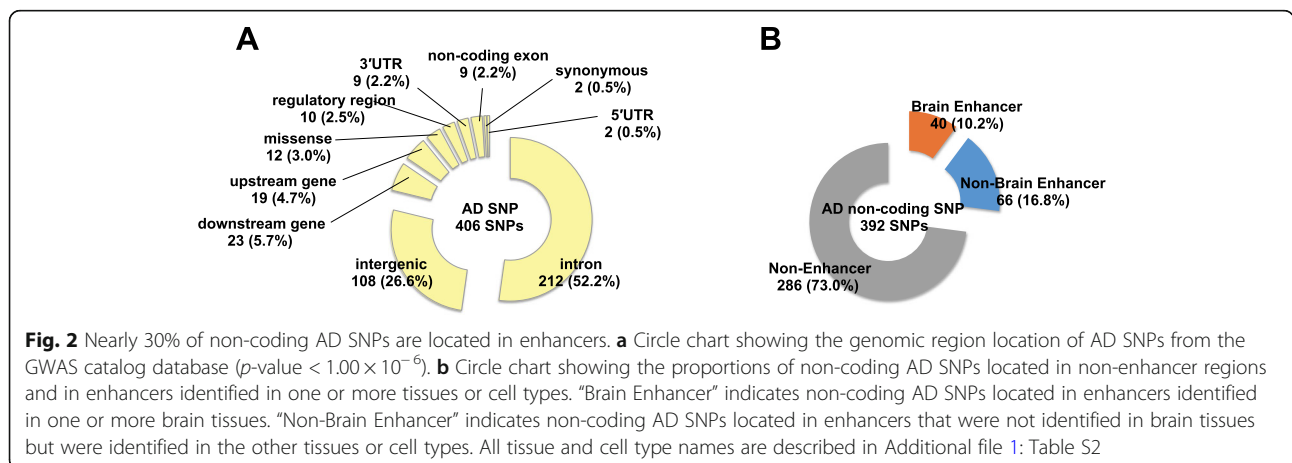 A
B
3'UTR
9 (2.2%)
non-coding exon
9 (2.2%)
synonymous
2 (0.5%)
regulatory region
10 (2.5%)
5'UTR
2 (0.5%)
missense
12 (3.0%)
upstream gene
19 (4.7%)
downstream gene
23 (5.7%)
AD SNP
406 SNPs
intergenic
108 (26.6%)
intron
212 (52.2%)
Brain Enhancer
40 (10.2%)
Non-Brain Enhancer
66 (16.8%)
AD non-coding SNP
392 SNPs
Non-Enhancer
286 (73.0%)
Fig. 2 Nearly 30% of non-coding AD SNPs are located in enhancers. a Circle chart showing the genomic region location of AD SNPs from the
GWAS catalog database (p-value < 1.00 × 10⁻⁶). b Circle chart showing the proportions of non-coding AD SNPs located in non-enhancer regions
and in enhancers identified in one or more tissues or cell types. “Brain Enhancer” indicates non-coding AD SNPs located in enhancers identified
in one or more brain tissues. “Non-Brain Enhancer” indicates non-coding AD SNPs located in enhancers that were not identified in brain tissues
but were identified in the other tissues or cell types. All tissue and cell type names are described in Additional file 1: Table S2